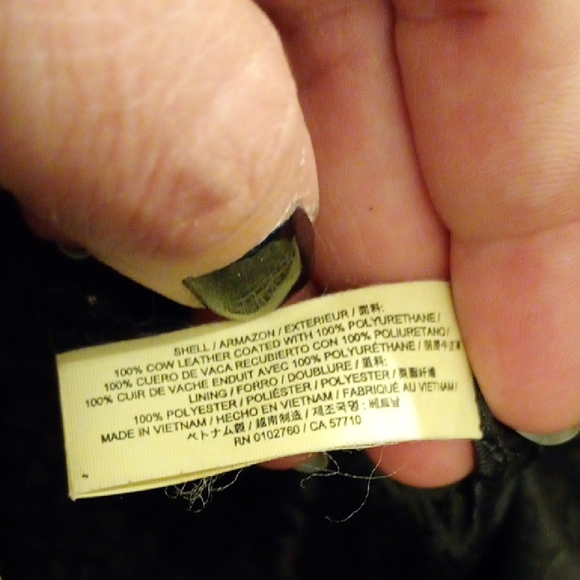 SHELL / ARMAZON / EXTERIEUR / 面料:
100% COW LEATHER COATED WITH 100% POLYURETHANE /
100% CUERO DE VACA RECUBIERTO CON 100% POLIURETANO/
100% CUIR DE VACHE ENDUIT AVEC 100% POLYURÉTHANE /
LINING / FORRO / DOUBLURE / 里料:
100% POLYESTER / POLIÉSTER / POLYESTER / 聚酯纤维
MADE IN VIETNAM / HECHO EN VIETNAM / FABRIQUÉ AU VIETNAM/
ベトナム製 / 越南制造 / 제조국명 : 베트남
RN 0102760 / CA 57710